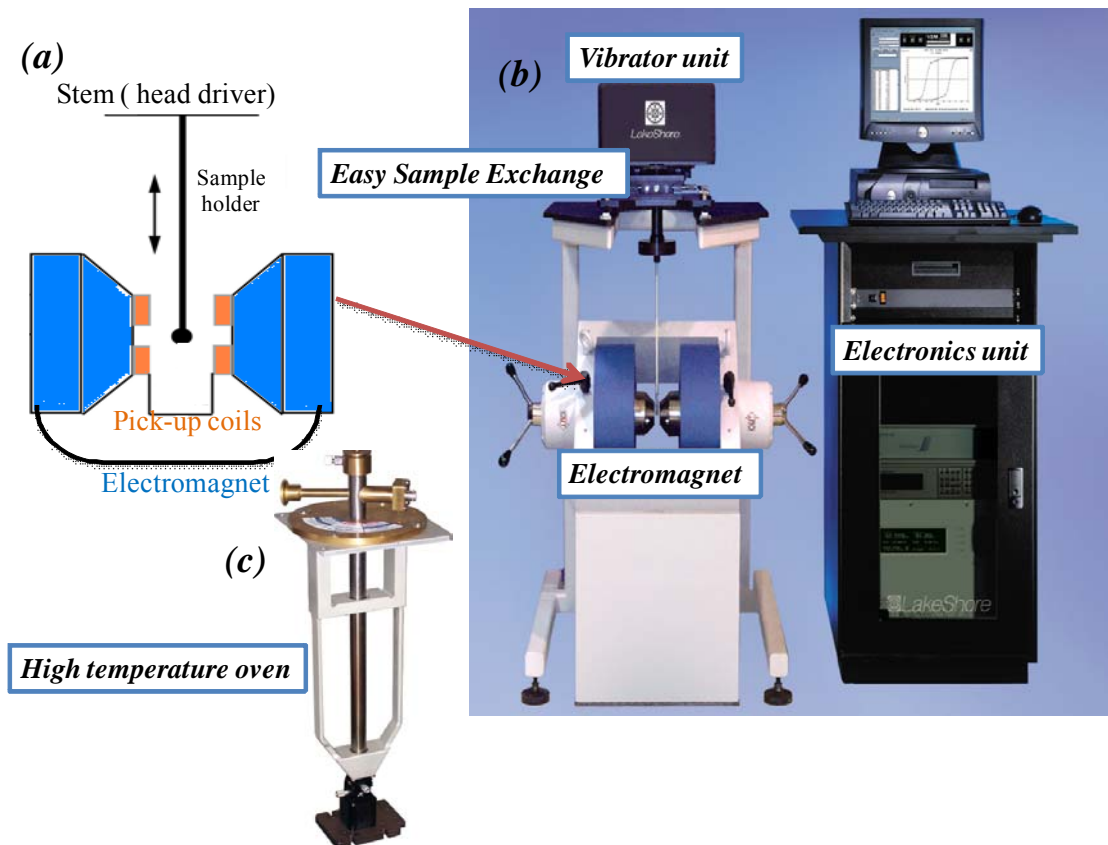 (a)
Stem ( head driver)
Sample
holder
Pick-up coils
Electromagnet
(b)
Vibrator unit
LakeShore
Easy Sample Exchange
Electromagnet
Electronics unit
LakeShore
(c)
High temperature oven